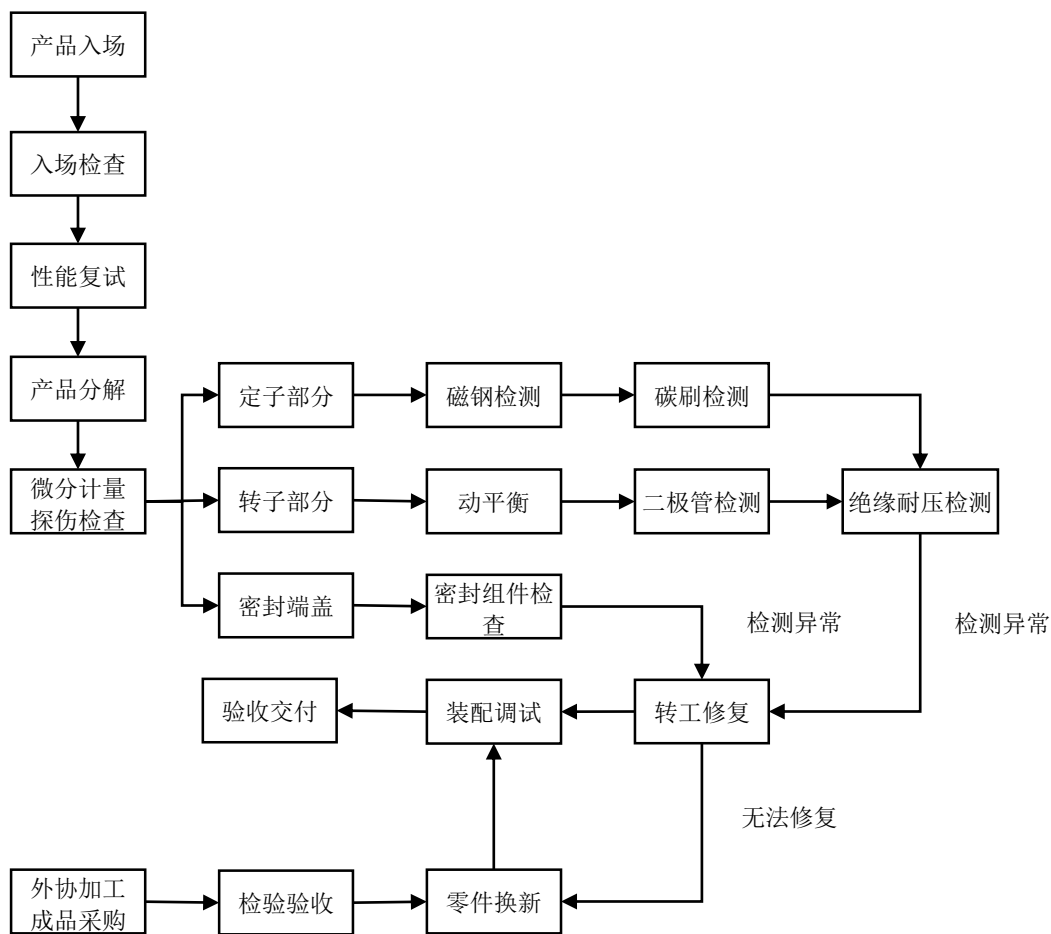 产品入场
入场检查
性能复试
产品分解
定子部分
磁钢检测
碳刷检测
微分计量
探伤检查
转子部分
动平衡
二极管检测
绝缘耐压检测
密封端盖
密封组件检
查
检测异常
检测异常
验收交付
装配调试
转工修复
无法修复
外协加工
成品采购
检验验收
零件换新